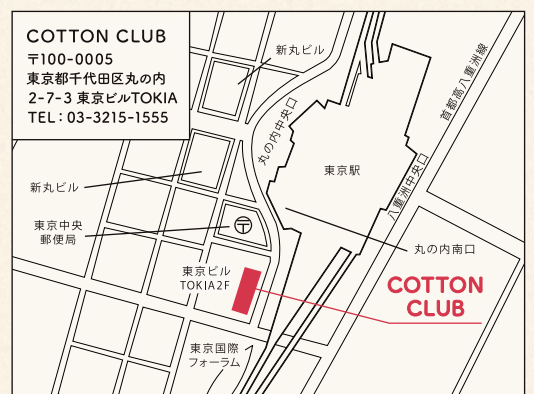 COTTON CLUB
〒100-0005
東京都千代田区丸の内
2-7-3 東京ビルTOKIA
TEL：03-3215-1555
新丸ビル
首都高八重洲線
丸の内中央口
東京駅
八重洲中央口
新丸ビル
東京中央
郵便局
〒
丸の内南口
東京ビル
TOKIA2F
COTTON
CLUB
東京国際
フォーラム